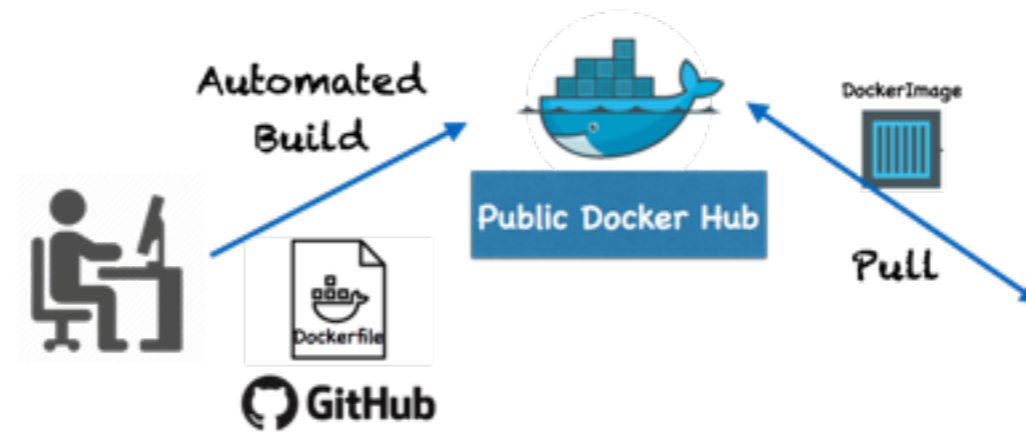 Automated
Build
Public Docker Hub
DockerImage
Pull
Dockerfile
GitHub